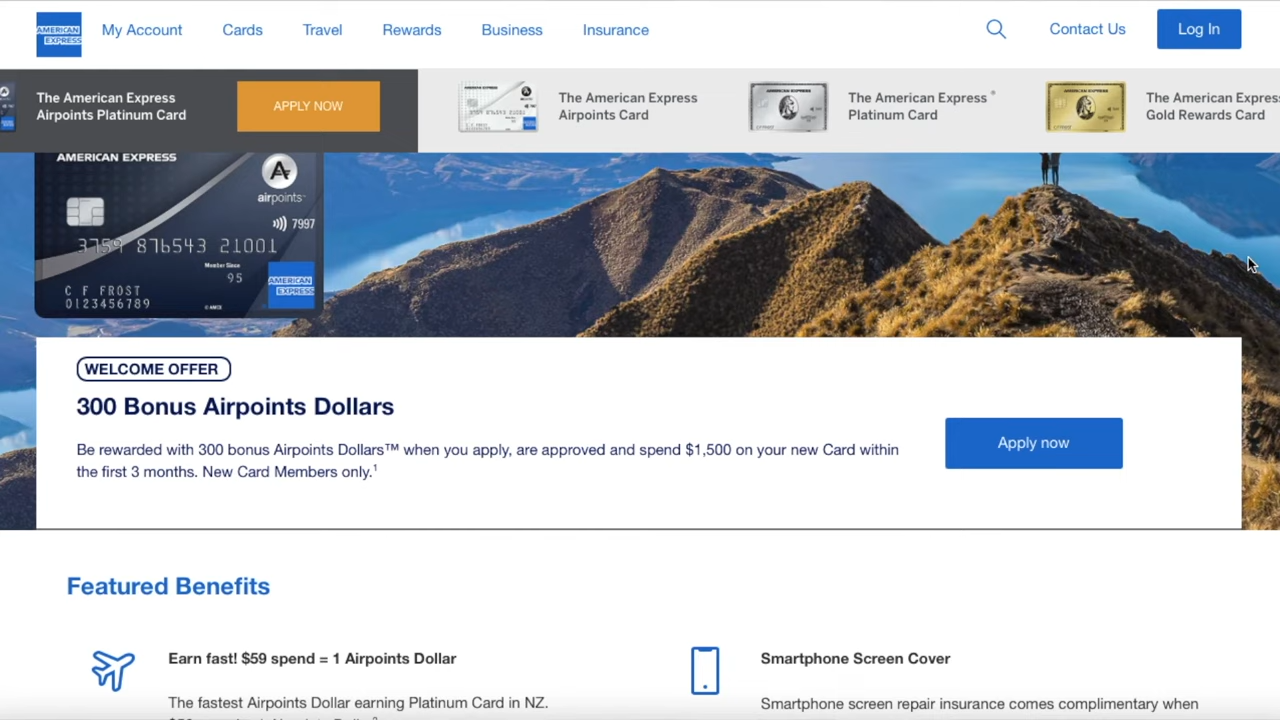 AMERICAN EXPRESS
My Account Cards Travel Rewards Business Insurance Contact Us Log In
The American Express Airpoints Platinum Card
APPLY NOW
The American Express Airpoints Card
The American Express ® Platinum Card
The American Express
Gold Rewards Card
AMERICAN EXPRESS
airpoints™
7997
3759 876543 21001
Member Since
95
C F FROST
0123456789
© AMEX
AMERICAN EXPRESS
WELCOME OFFER
300 Bonus Airpoints Dollars
Be rewarded with 300 bonus Airpoints Dollars™ when you apply, are approved and spend $1,500 on your new Card within
the first 3 months. New Card Members only.1
Apply now
Featured Benefits
Earn fast! $59 spend = 1 Airpoints Dollar
The fastest Airpoints Dollar earning Platinum Card in NZ.
Smartphone Screen Cover
Smartphone screen repair insurance comes complimentary when